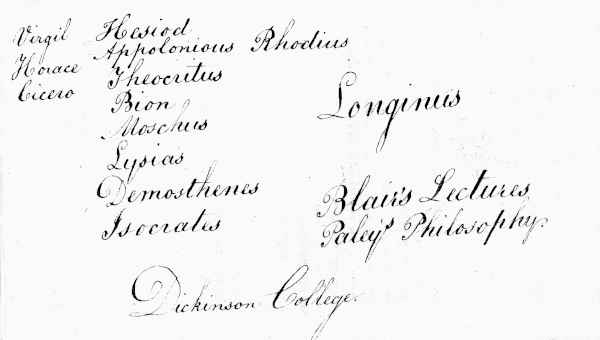 Virgil
Horace
Cicero
Hesiod
Appolonious Rhodius
Theocritus
Bion
Moschus
Lysias
Demosthenes
Isocrates
Longinus
Blair's Lectures
Paley's Philosophy.
Dickinson College.